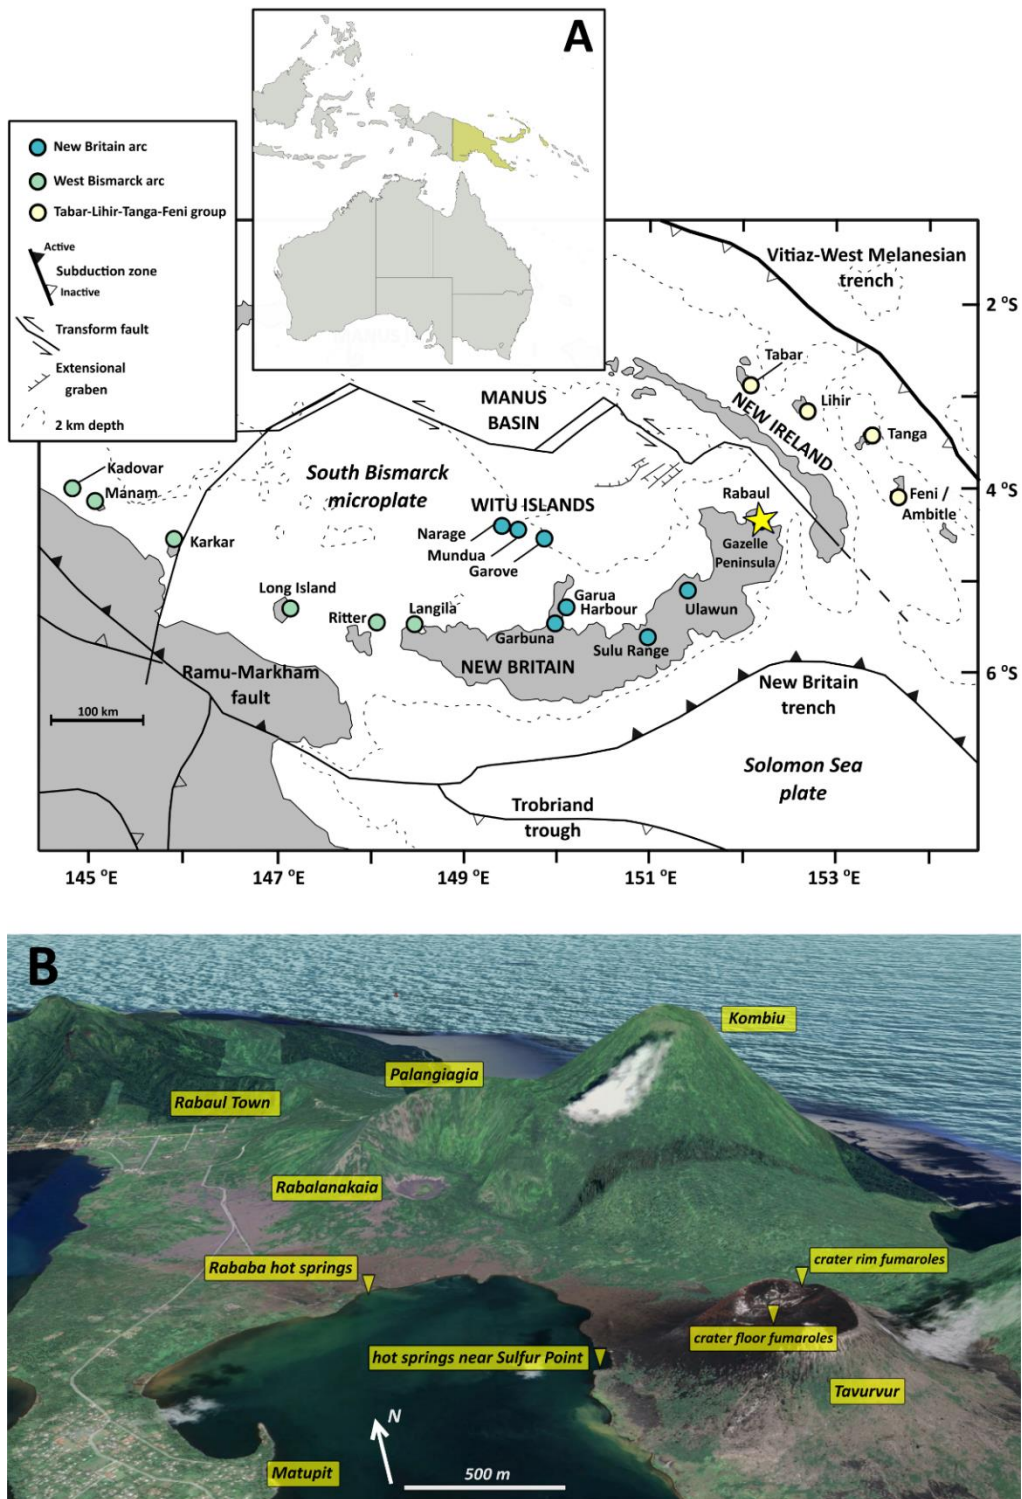 A
New Britain arc
West Bismarck arc
Tabar-Lihir-Tanga-Feni group
Active
Subduction zone
Inactive
Transform fault
Extensional
graben
2 km depth
Vitiaz-West Melanesian
trench
2 °S
Tabar
Lihir
NEW IRELAND
Tanga
MANUS
BASIN
Kadovar
Manam
South Bismarck
microplate
4 °S
Feni /
Ambitle
Rabaul
WITU ISLANDS
Narage
Mundua
Garove
Gazelle
Peninsula
Karkar
Long Island
Ritter
Langila
Garua
Harbour
Ulawun
Garbuna
Sulu Range
NEW BRITAIN
Ramu-Markham
fault
6 °S
New Britain
trench
100 km
Solomon Sea
plate
Trobriand
trough
145 °E
147 °E
149 °E
151 °E
153 °E
B
Kombiu
Palangiagia
Rabaul Town
Rabalanakaia
Rababa hot springs
crater rim fumaroles
crater floor fumaroles
hot springs near Sulfur Point
Tavurvur
N
Matupit
500 m